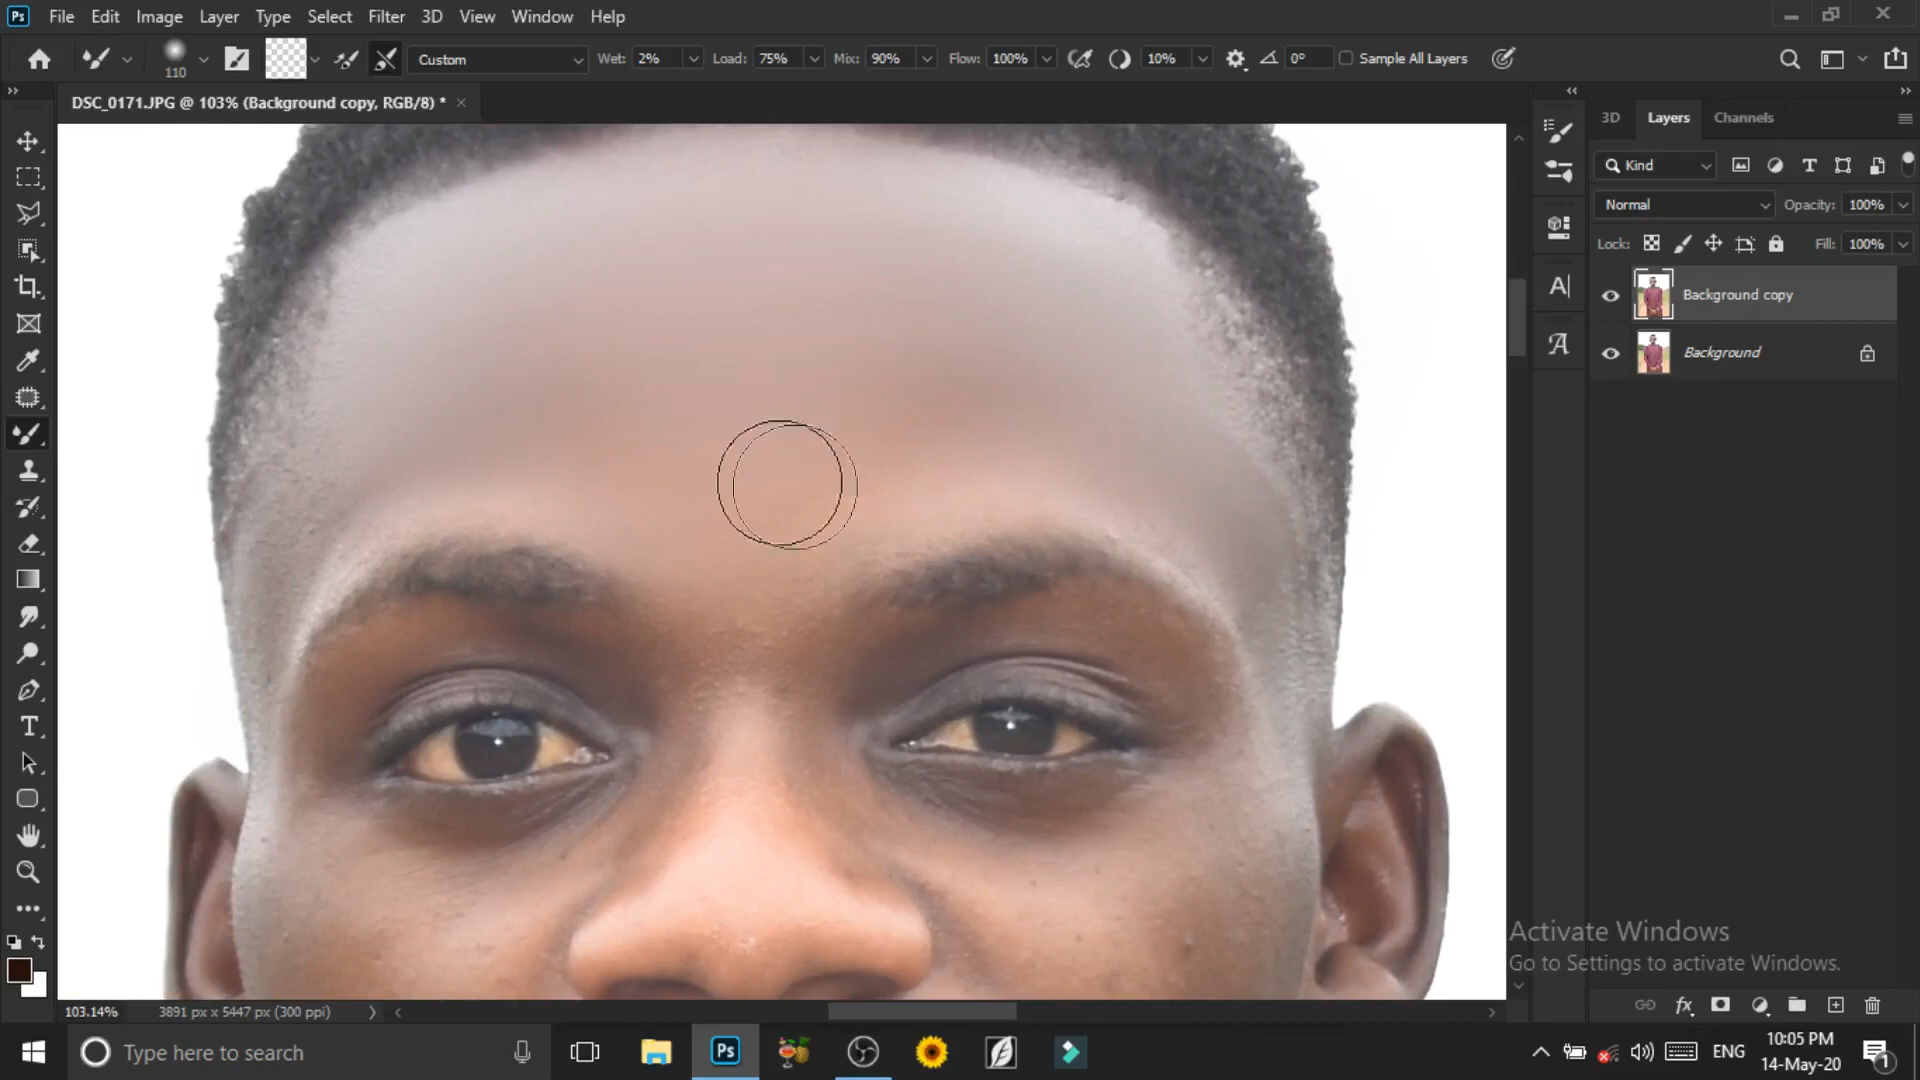 Ps File Edit Image Layer Type Select Filter 3D View Window Help
110 Custom Wet: 2% Load: 75% Mix: 90% Flow: 100% 10% 0° Sample All Layers
DSC_0171.JPG @ 103% (Background copy, RGB/8) *
3D Layers Channels
Kind
Normal Opacity: 100%
Lock: Fill: 100%
Background copy
Background
Activate Windows
Go to Settings to activate Windows.
103.14% 3891 px x 5447 px (300 ppi)
Type here to search
Ps
ENG
10:05 PM
14-May-20
1